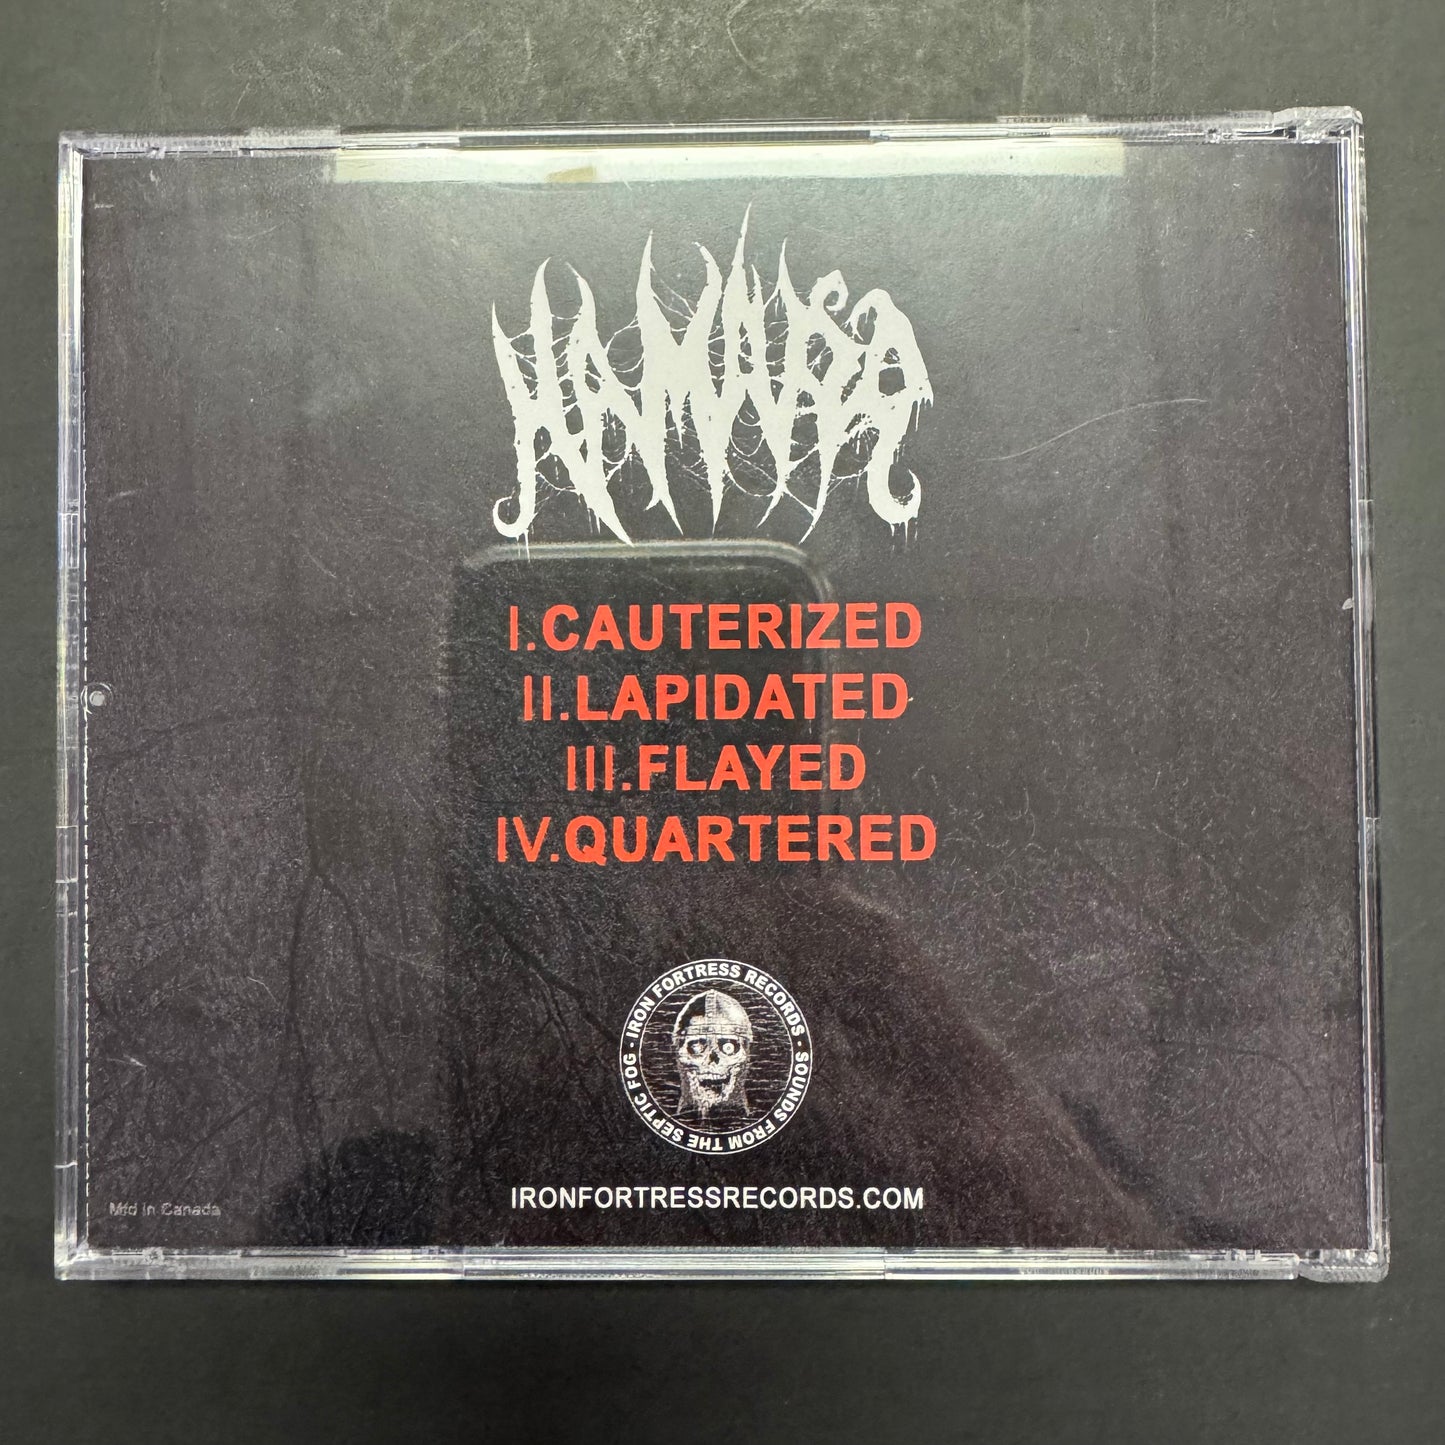 I.CAUTERIZED
II.LAPIDATED
III.FLAYED
IV.QUARTERED
IRON FORTRESS RECORDS · SOUNDS FROM THE SEPTIC FOG ·
IRONFORTRESSRECORDS.COM
Mfd in Canada